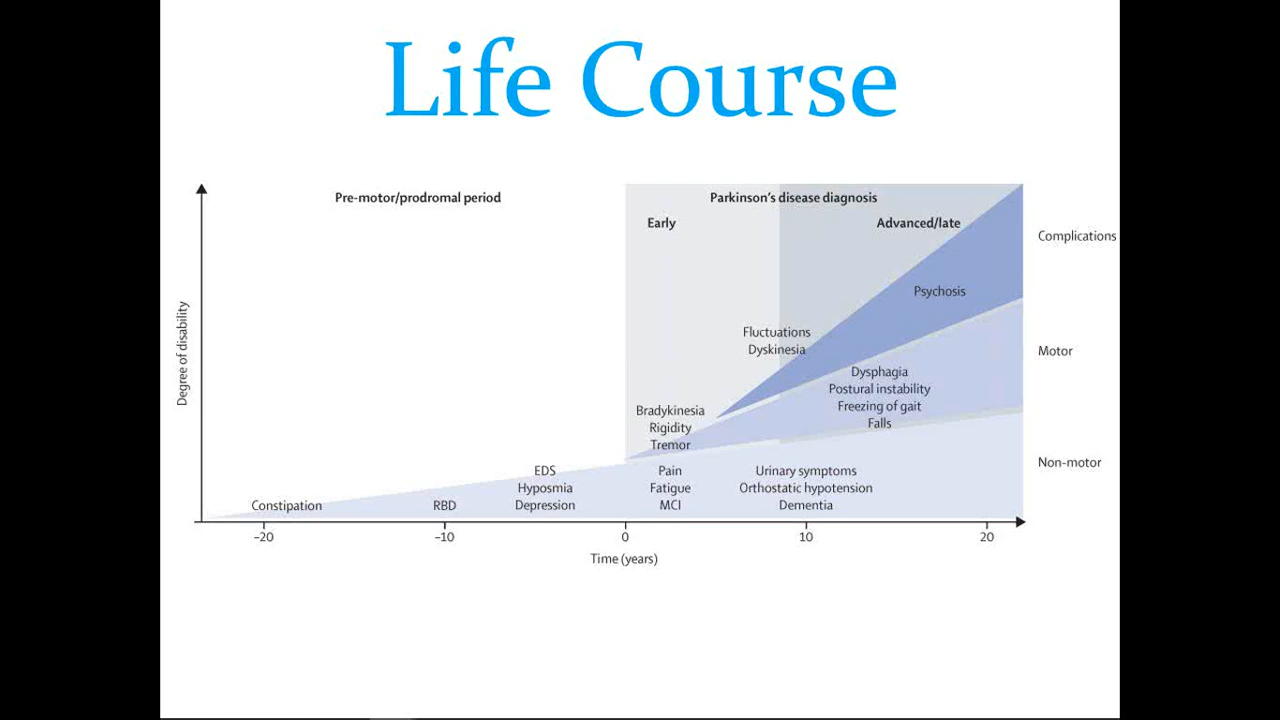 Life Course
Pre-motor/prodromal period
Parkinson's disease diagnosis
Early
Advanced/late
Complications
Psychosis
Fluctuations
Dyskinesia
Motor
Dysphagia
Postural instability
Freezing of gait
Falls
Bradykinesia
Rigidity
Tremor
Non-motor
EDS
Hyposmia
Depression
Pain
Fatigue
MCI
Urinary symptoms
Orthostatic hypotension
Dementia
Constipation
RBD
Degree of disability
–20
–10
0
10
20
Time (years)